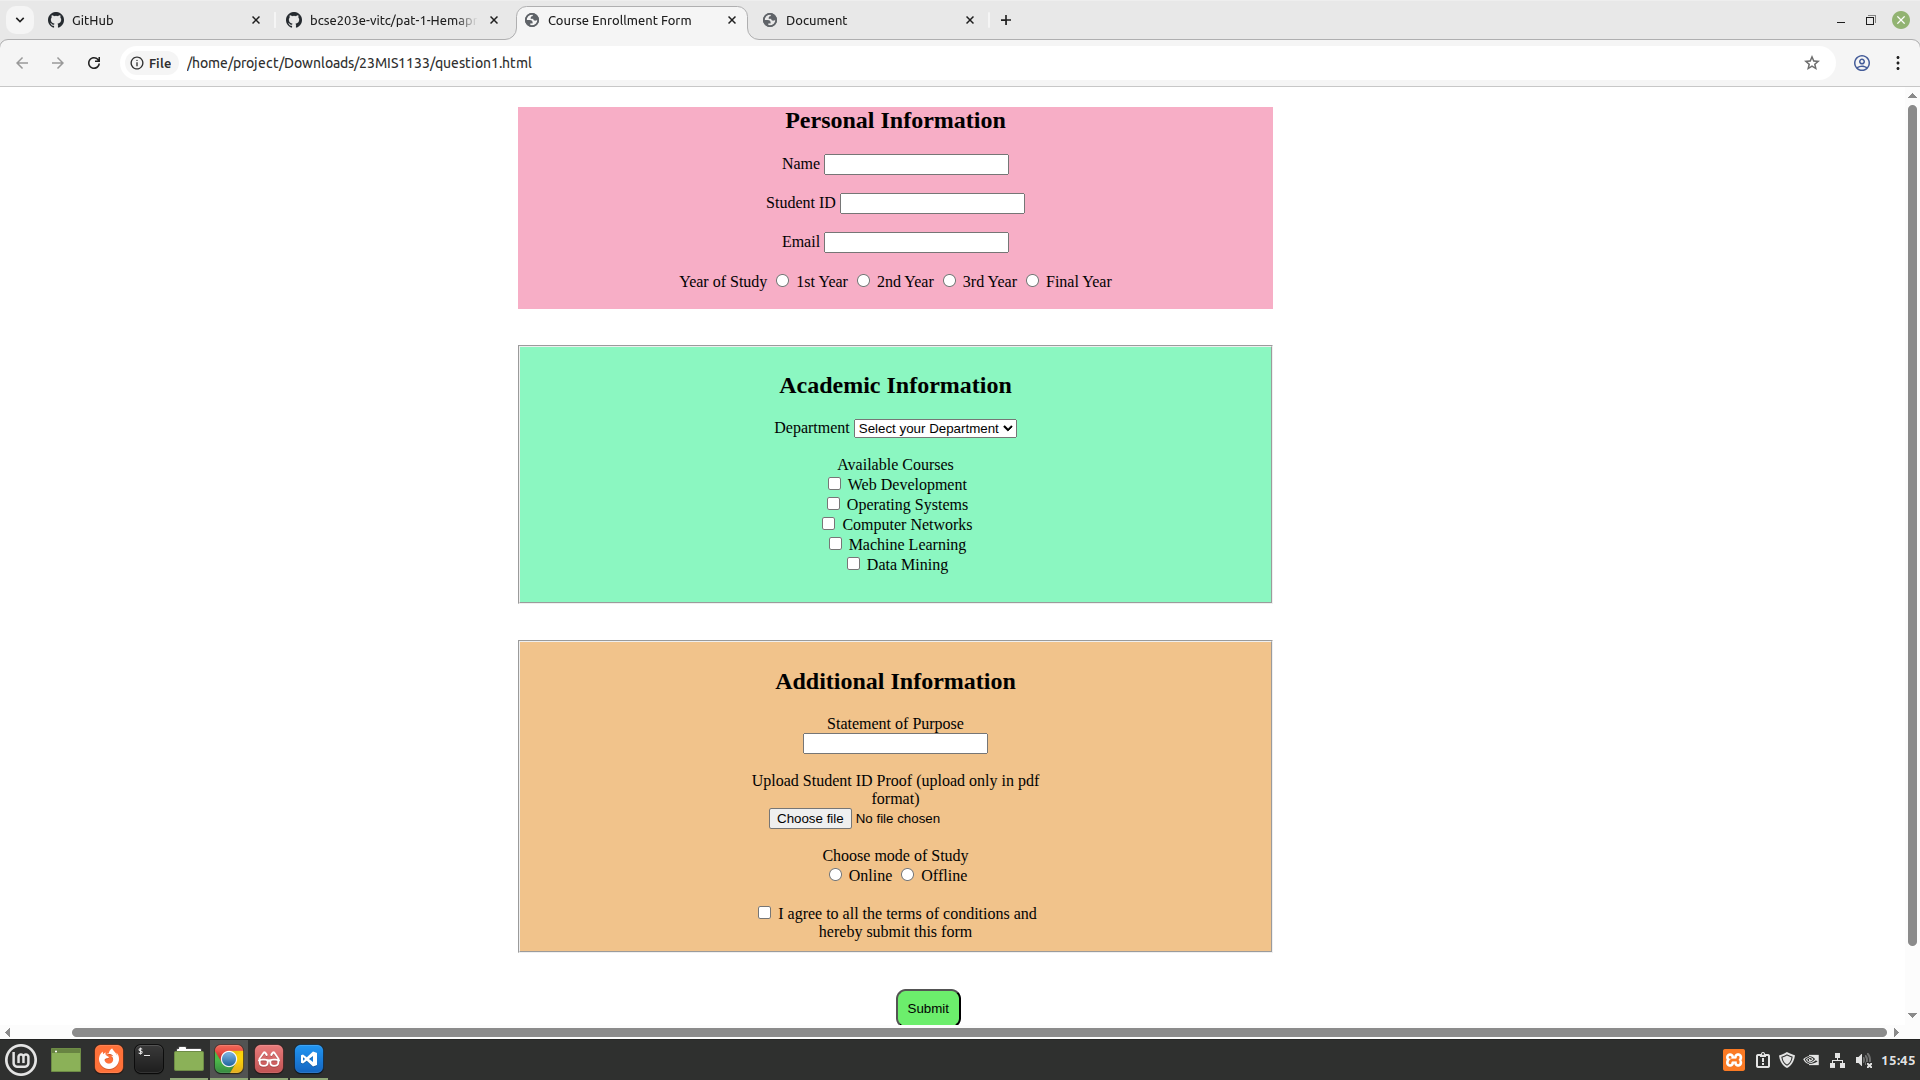 GitHub
bcse203e-vitc/pat-1-Hemapr
Course Enrollment Form
Document
File
/home/project/Downloads/23MIS1133/question1.html
Personal Information
Name
Student ID
Email
Year of Study 1st Year 2nd Year 3rd Year Final Year
Academic Information
Department Select your Department
Available Courses
Web Development
Operating Systems
Computer Networks
Machine Learning
Data Mining
Additional Information
Statement of Purpose
Upload Student ID Proof (upload only in pdf
format)
Choose file No file chosen
Choose mode of Study
Online Offline
I agree to all the terms of conditions and
hereby submit this form
Submit
15:45